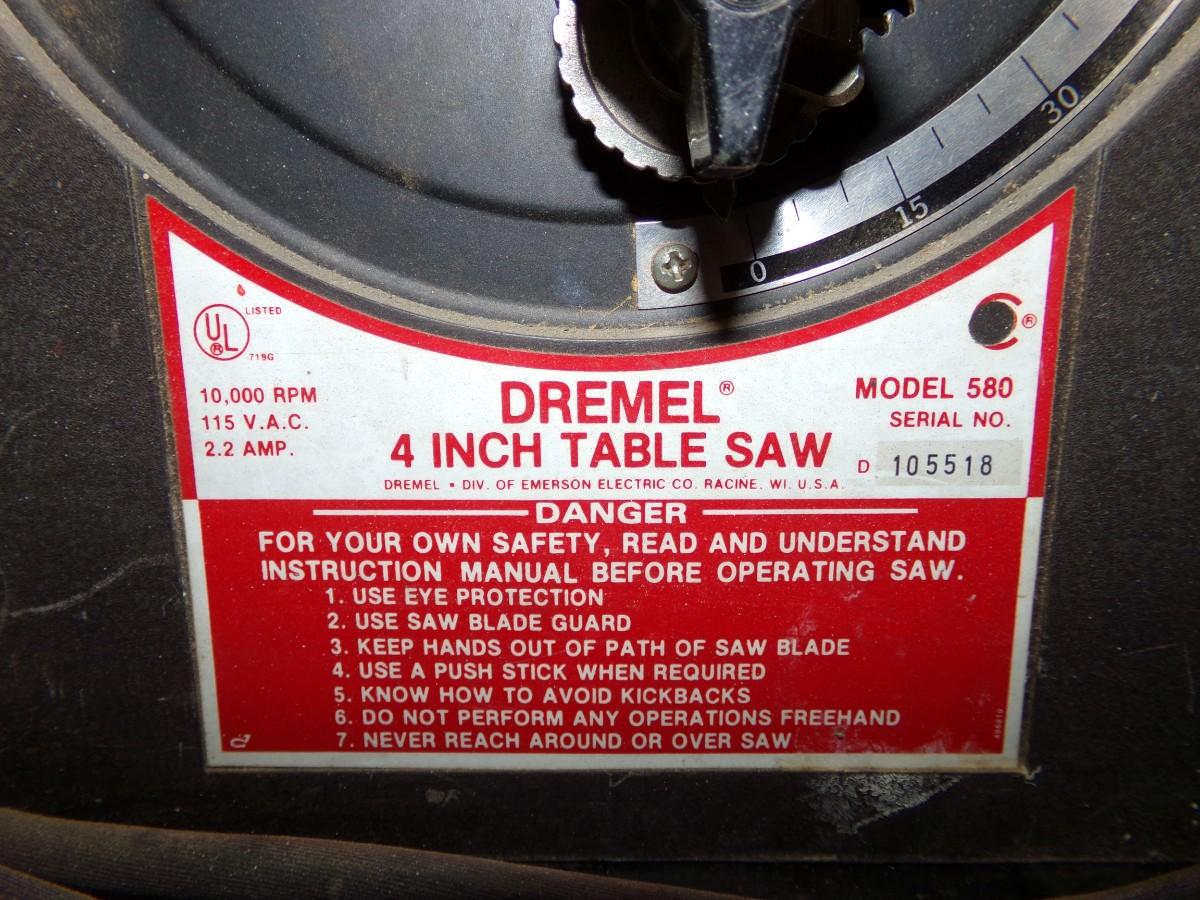 30
15
0
UL
®
LISTED
719G
®
10,000 RPM
115 V.A.C.
2.2 AMP.
DREMEL®
4 INCH TABLE SAW
DREMEL • DIV. OF EMERSON ELECTRIC CO. RACINE, WI. U.S.A.
MODEL 580
SERIAL NO.
D 105518
DANGER
FOR YOUR OWN SAFETY, READ AND UNDERSTAND
INSTRUCTION MANUAL BEFORE OPERATING SAW.
1. USE EYE PROTECTION
2. USE SAW BLADE GUARD
3. KEEP HANDS OUT OF PATH OF SAW BLADE
4. USE A PUSH STICK WHEN REQUIRED
5. KNOW HOW TO AVOID KICKBACKS
6. DO NOT PERFORM ANY OPERATIONS FREEHAND
7. NEVER REACH AROUND OR OVER SAW